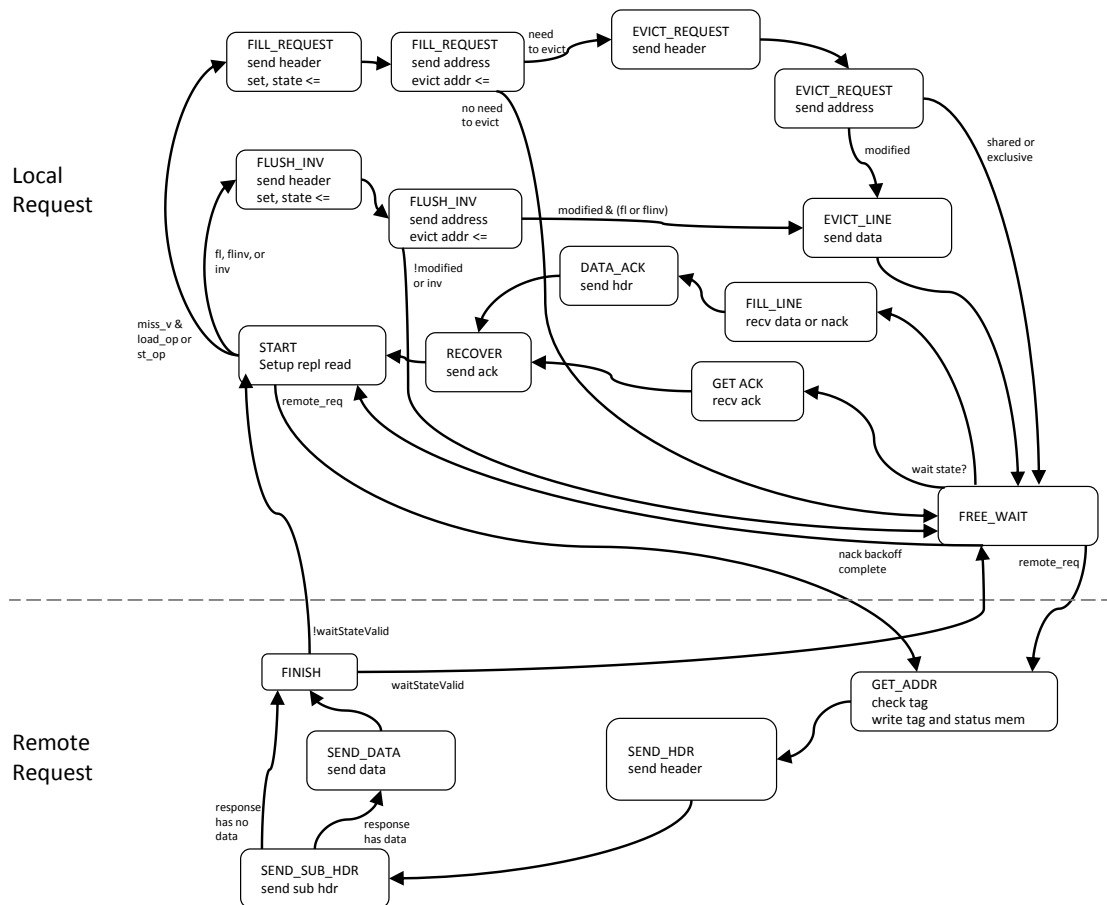 FILL_REQUEST
send header
set, state <=
FILL_REQUEST
send address
evict addr <=
need
to evict
EVICT_REQUEST
send header
no need
to evict
EVICT_REQUEST
send address
shared or
exclusive
modified
Local
Request
FLUSH_INV
send header
set, state <=
FLUSH_INV
send address
evict addr <=
modified & (fl or flinv)
EVICT_LINE
send data
fl, flinv, or
inv
!modified
or inv
DATA_ACK
send hdr
FILL_LINE
recv data or nack
miss_v &
load_op or
st_op
START
Setup repl read
RECOVER
send ack
GET ACK
recv ack
remote_req
wait state?
FREE_WAIT
nack backoff
complete
remote_req
!waitStateValid
FINISH
waitStateValid
GET_ADDR
check tag
write tag and status mem
Remote
Request
SEND_DATA
send data
SEND_HDR
send header
response
has no
data
response
has data
SEND_SUB_HDR
send sub hdr